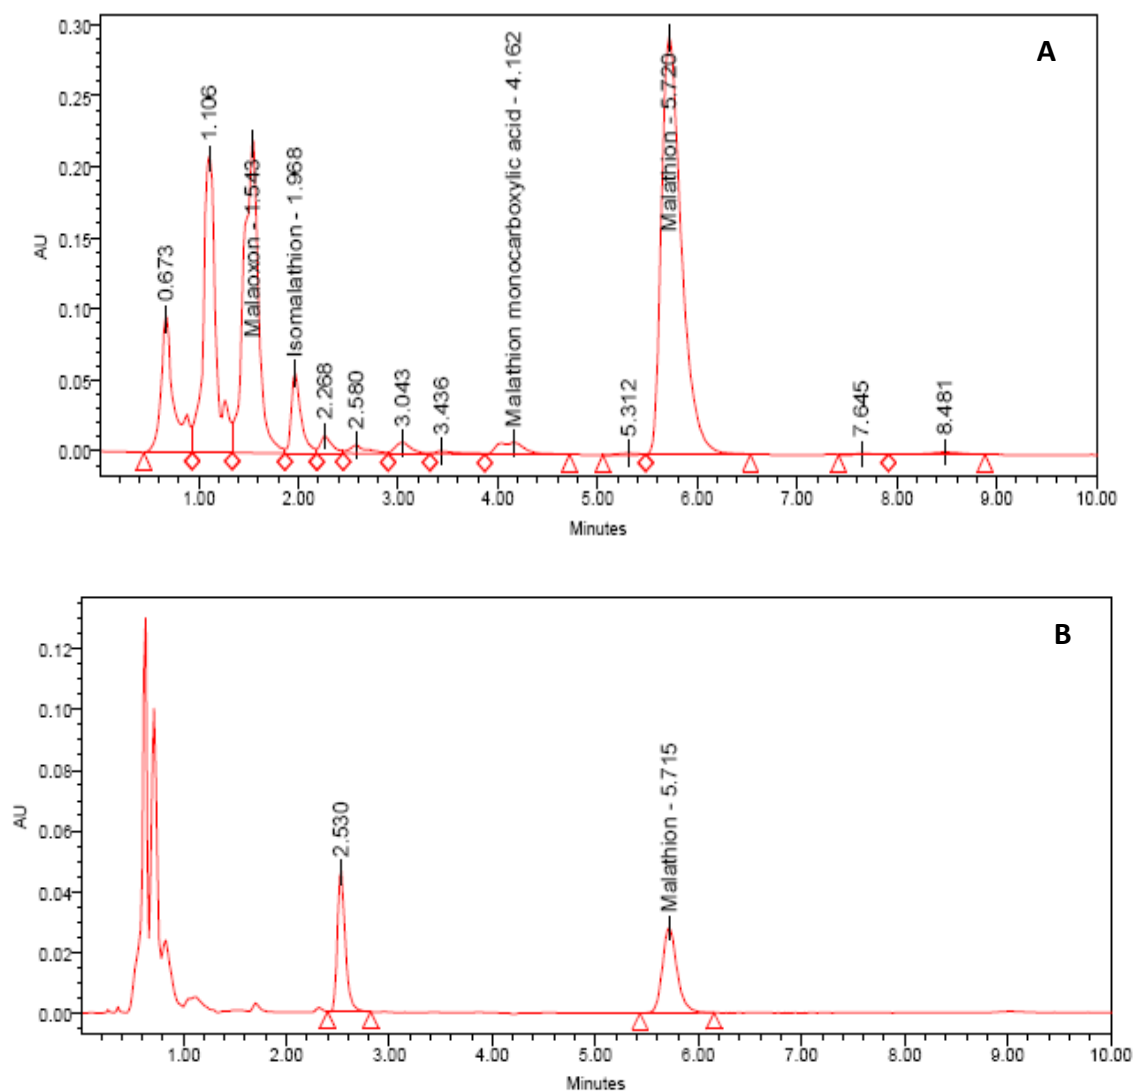 A
0.30
0.25
0.20
0.15
0.10
0.05
0.00
AU
0.673
1.106
Malaoxon - 1.543
Isomalathion - 1.968
2.268
2.580
3.043
3.436
Malathion monocarboxylic acid - 4.162
5.312
Malathion - 5.720
7.645
8.481
1.00 2.00 3.00 4.00 5.00 6.00 7.00 8.00 9.00 10.00
Minutes
B
0.12
0.10
0.08
0.06
0.04
0.02
0.00
AU
2.530
Malathion - 5.715
1.00 2.00 3.00 4.00 5.00 6.00 7.00 8.00 9.00 10.00
Minutes